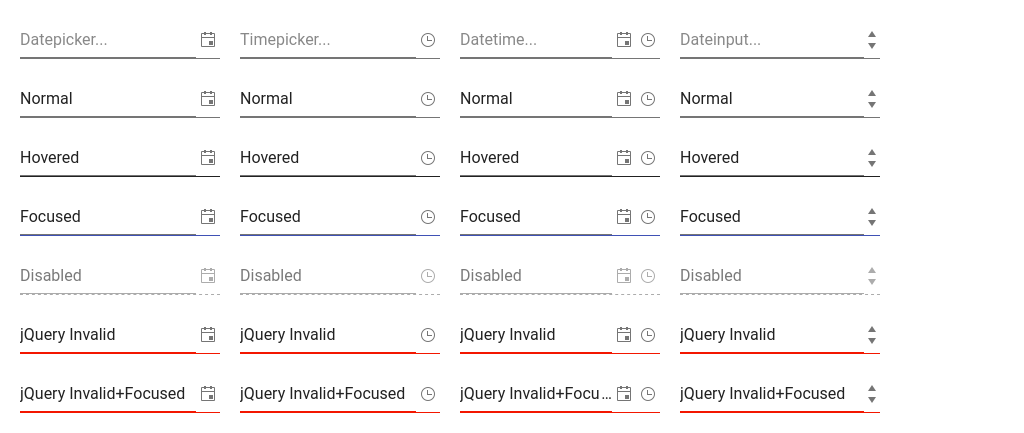 Datepicker... Timepicker... Datetime... Dateinput...
Normal Normal Normal Normal
Hovered Hovered Hovered Hovered
Focused Focused Focused Focused
Disabled Disabled Disabled Disabled
jQuery Invalid jQuery Invalid jQuery Invalid jQuery Invalid
jQuery Invalid+Focused jQuery Invalid+Focused jQuery Invalid+Focu... jQuery Invalid+Focused